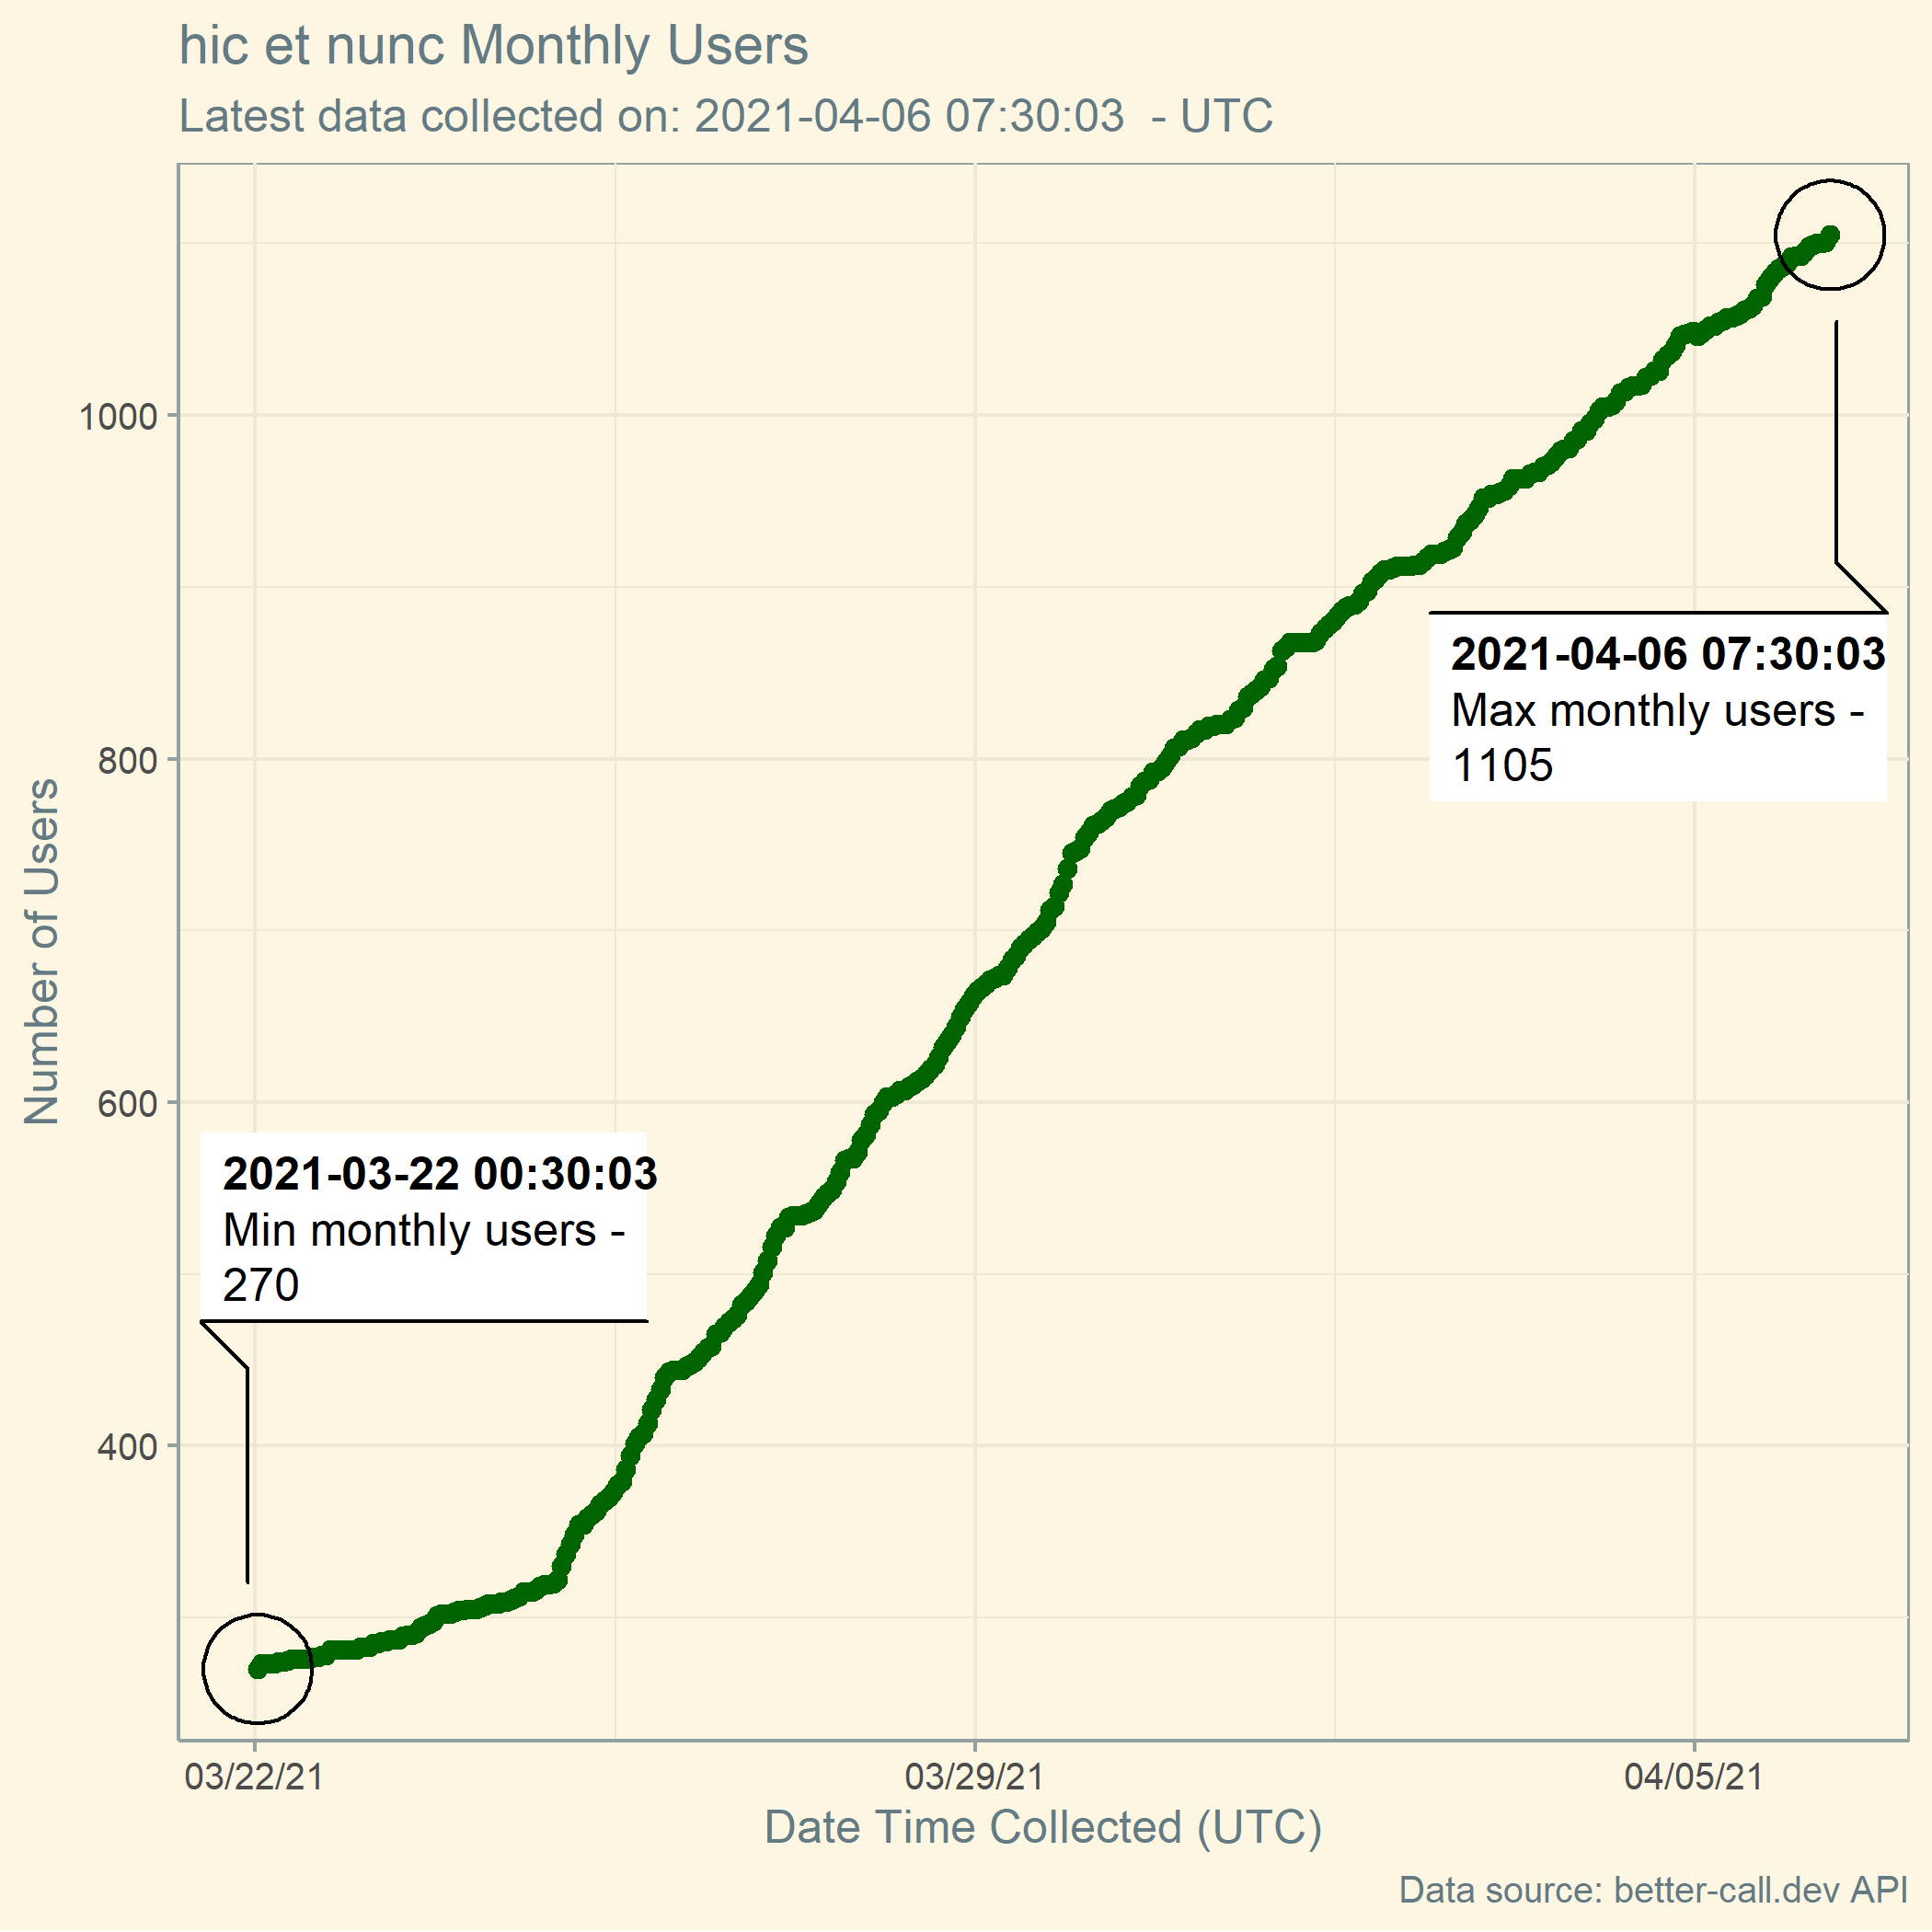 hic et nunc Monthly Users
Latest data collected on: 2021-04-06 07:30:03  - UTC
1000
800
600
400
Number of Users
2021-04-06 07:30:03
Max monthly users -
1105
2021-03-22 00:30:03
Min monthly users -
270
03/22/21
03/29/21
04/05/21
Date Time Collected (UTC)
Data source: better-call.dev API